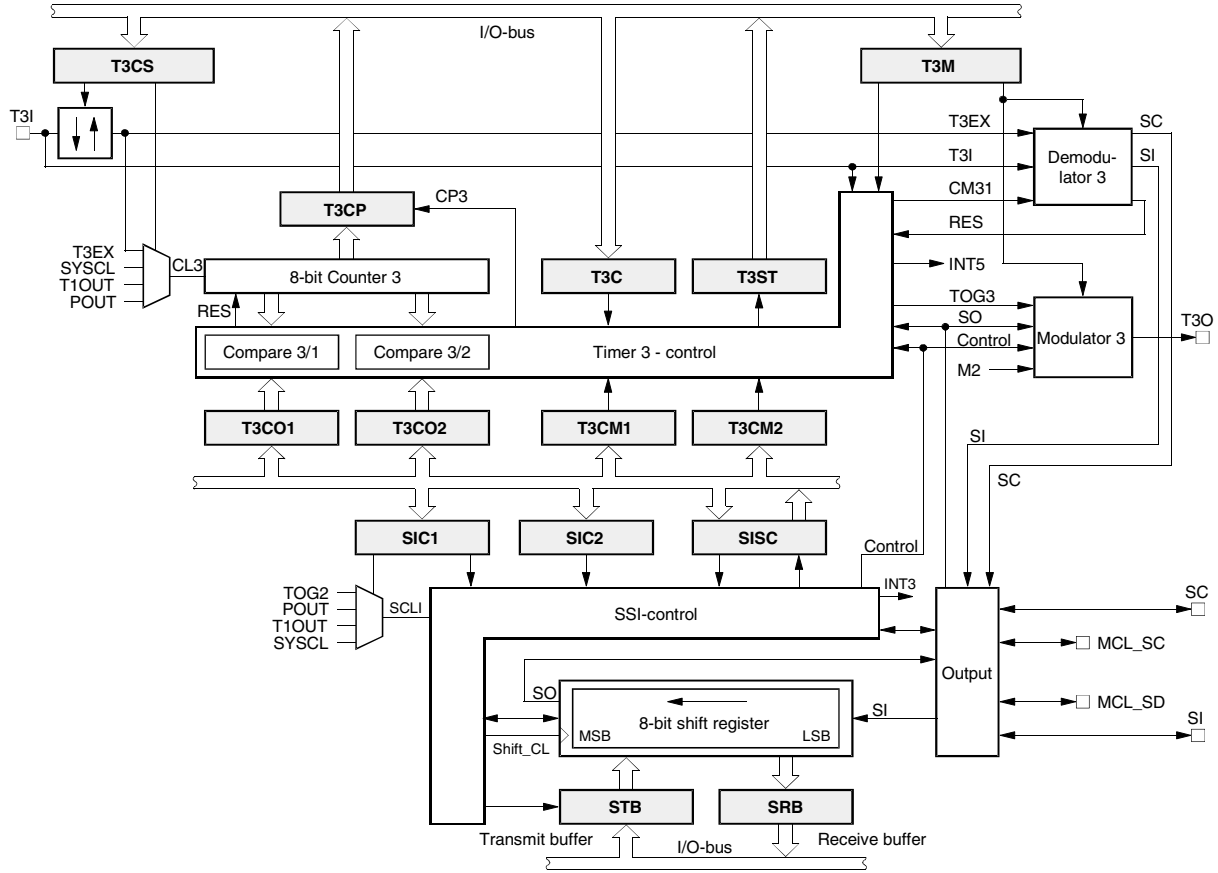 I/O-bus
T3CS
T3M
T3I
T3EX
SC
T3I
SI
Demodu-
lator 3
CM31
T3CP
CP3
RES
T3EX
SYSCL
T1OUT
POUT
CL3
8-bit Counter 3
T3C
T3ST
INT5
RES
TOG3
SO
Control
M2
Modulator 3
T3O
Compare 3/1
Compare 3/2
Timer 3 - control
T3CO1
T3CO2
T3CM1
T3CM2
SI
SC
SIC1
SIC2
SISC
Control
TOG2
POUT
T1OUT
SYSCL
SCLI
SSI-control
INT3
SC
MCL_SC
Output
SO
8-bit shift register
MSB
LSB
SI
MCL_SD
SI
Shift_CL
STB
SRB
Transmit buffer
I/O-bus
Receive buffer